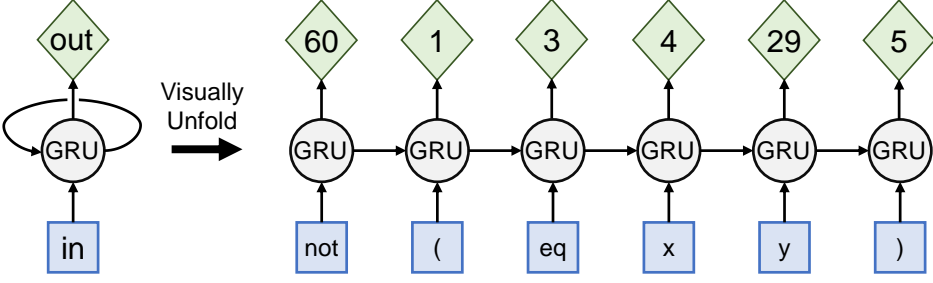 out
60 1 3 4 29 5
Visually
Unfold
GRU GRU GRU GRU GRU GRU GRU
in
not ( eq x y )